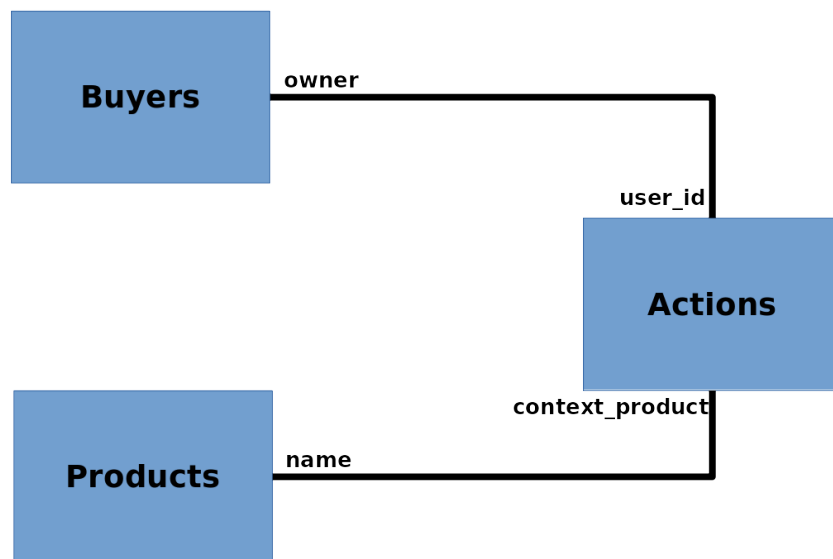 owner
Buyers
user_id
Actions
context_product
name
Products